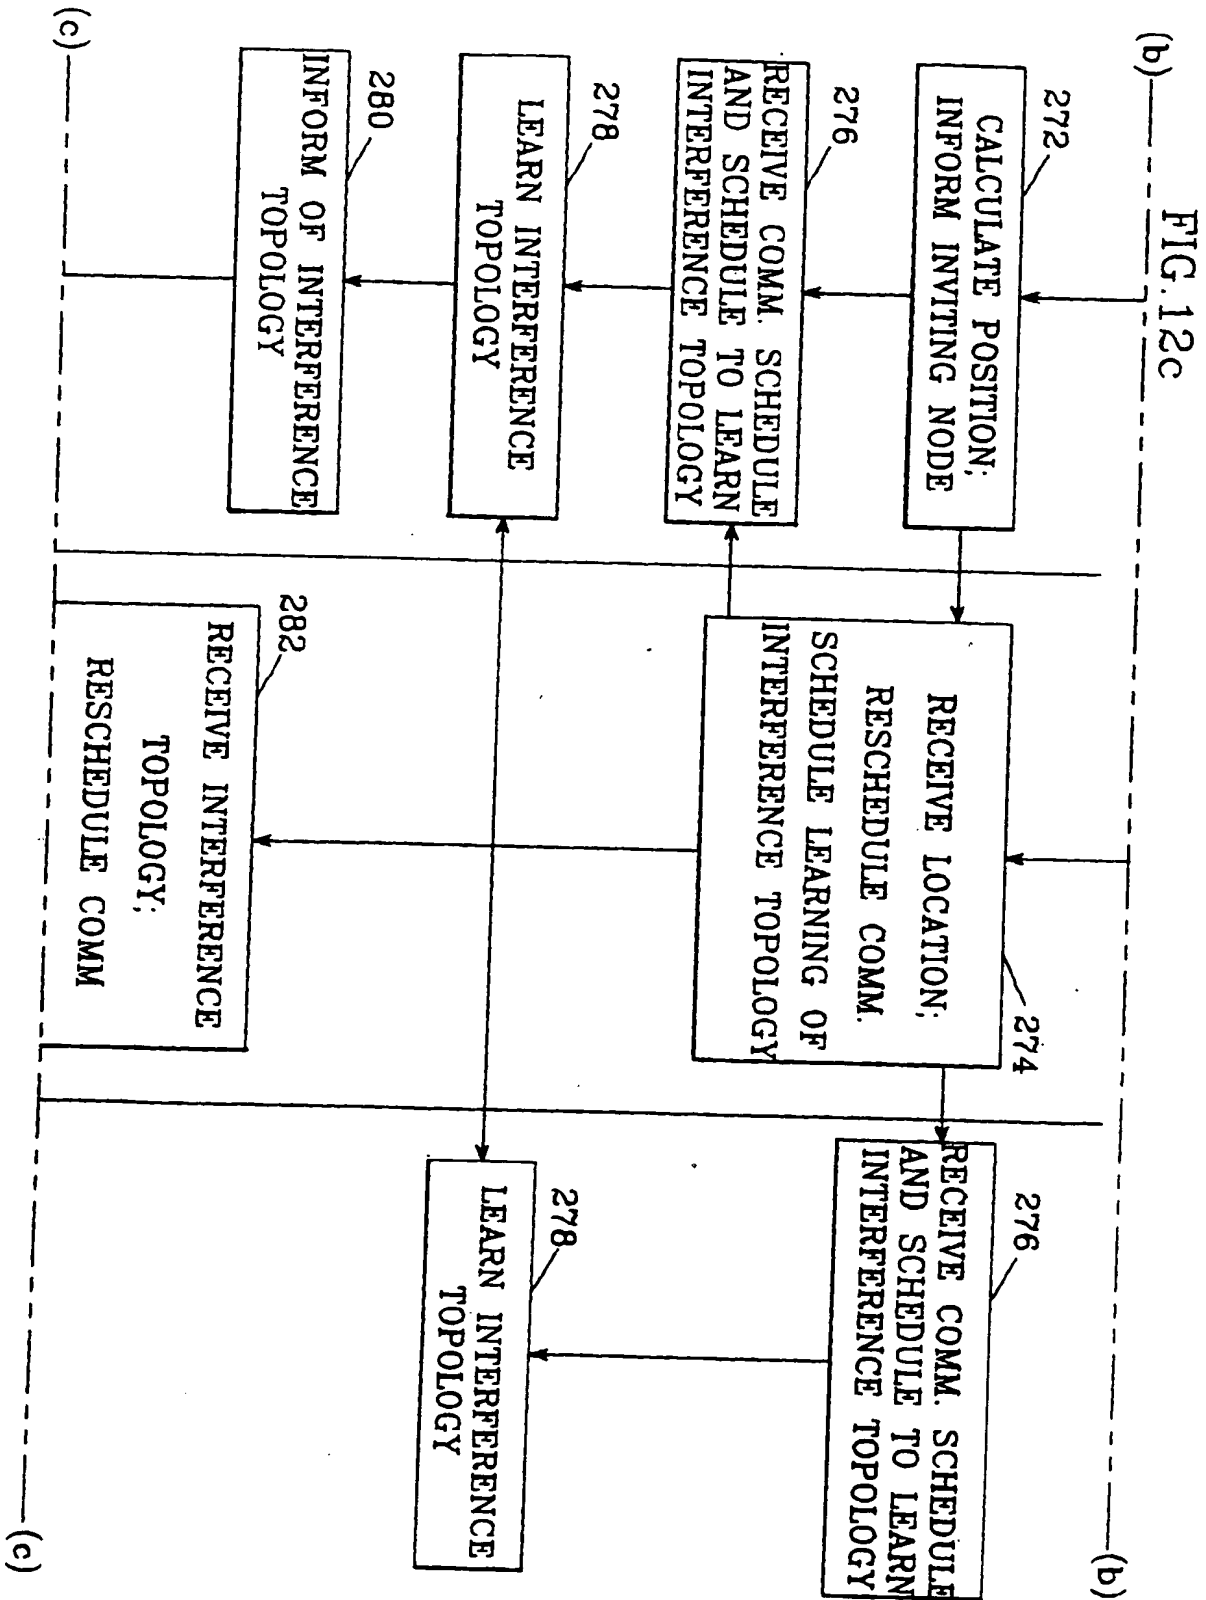 FIG.12c
(b)
(b)
272
CALCULATE POSITION;
INFORM INVITING NODE
276
RECEIVE COMM. SCHEDULE
AND SCHEDULE TO LEARN
INTERFERENCE TOPOLOGY
278
LEARN INTERFERENCE
TOPOLOGY
280
INFORM OF INTERFERENCE
TOPOLOGY
274
RECEIVE LOCATION;
RESCHEDULE COMM.
SCHEDULE LEARNING OF
INTERFERENCE TOPOLOGY
282
RECEIVE INTERFERENCE
TOPOLOGY;
RESCHEDULE COMM
276
RECEIVE COMM. SCHEDULE
AND SCHEDULE TO LEARN
INTERFERENCE TOPOLOGY
278
LEARN INTERFERENCE
TOPOLOGY
(c)
(c)